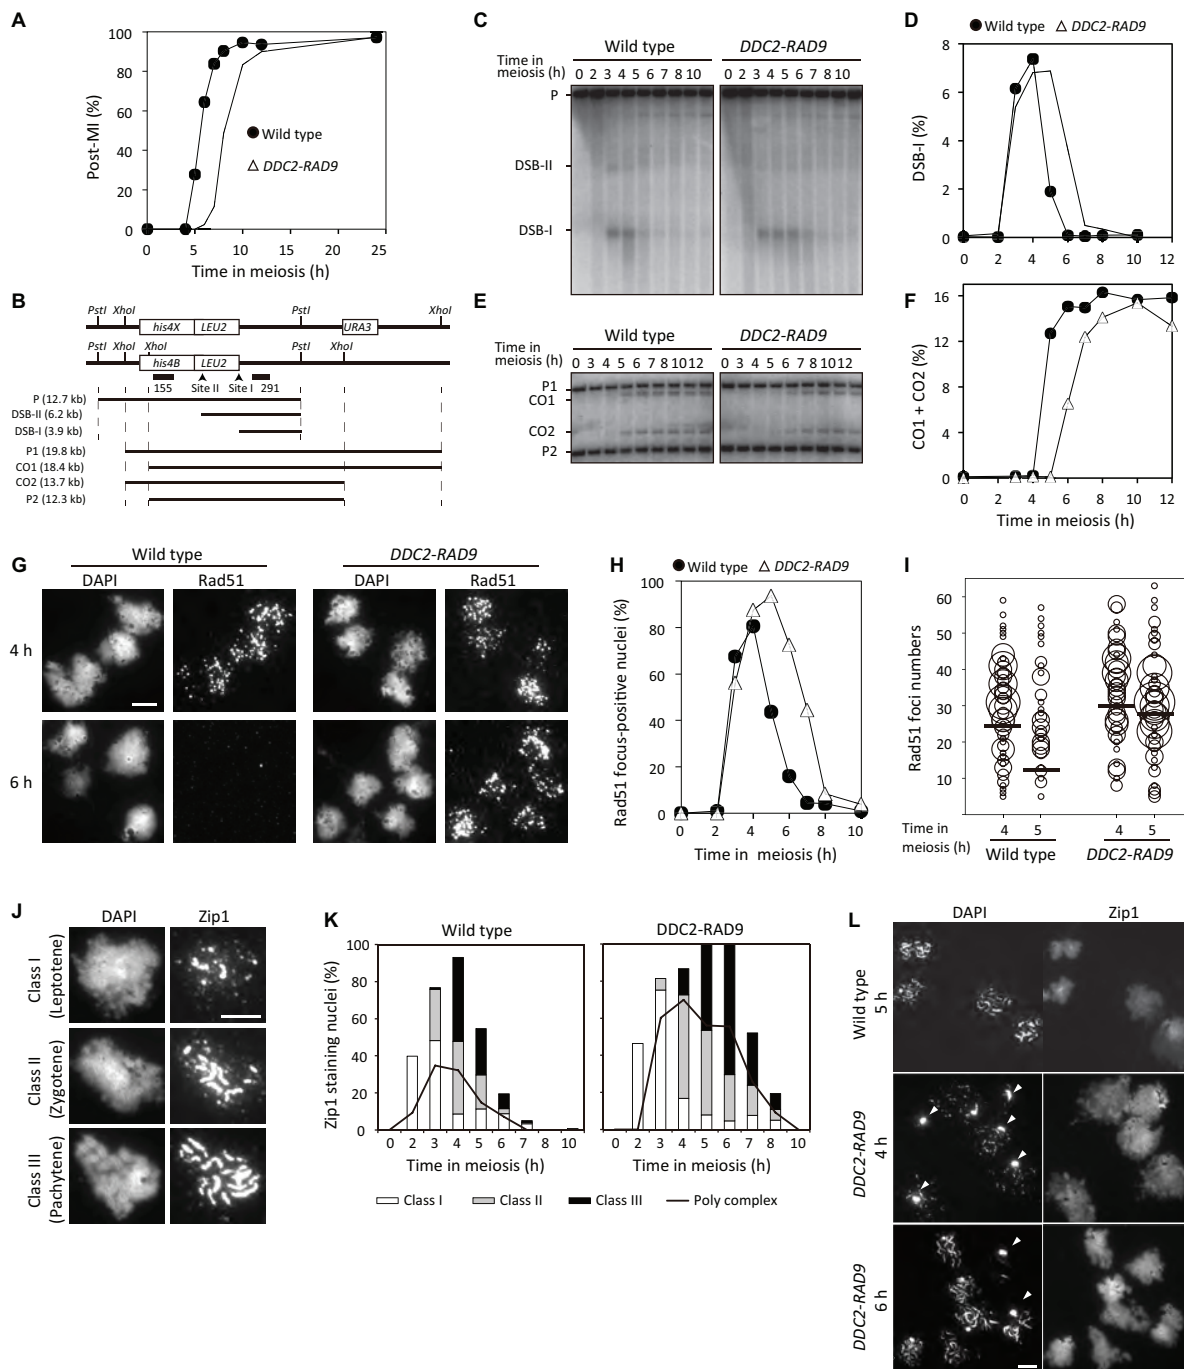 A
Post-MI (%)
100
80
60
40
20
0
Wild type
DDC2-RAD9
0 5 10 15 20 25
Time in meiosis (h)
B
PstI XhoI PstI XhoI
his4X LEU2 URA3
PstI XhoI XhoI PstI XhoI
his4B LEU2
155 Site II Site I 291
P (12.7 kb)
DSB-II (6.2 kb)
DSB-I (3.9 kb)
P1 (19.8 kb)
CO1 (18.4 kb)
CO2 (13.7 kb)
P2 (12.3 kb)
C
Wild type DDC2-RAD9
Time in
meiosis (h)
0 2 3 4 5 6 7 8 10 0 2 3 4 5 6 7 8 10
P
DSB-II
DSB-I
D
Wild type DDC2-RAD9
DSB-I (%)
8
6
4
2
0
0 2 4 6 8 10 12
E
Wild type DDC2-RAD9
Time in
meiosis (h)
0 3 4 5 6 7 8 10 12 0 3 4 5 6 7 8 10 12
P1
CO1
CO2
P2
F
CO1 + CO2 (%)
16
12
8
4
0
0 2 4 6 8 10 12
Time in meiosis (h)
G
Wild type DDC2-RAD9
DAPI Rad51 DAPI Rad51
4 h
6 h
H
Wild type DDC2-RAD9
Rad51 focus-positive nuclei (%)
100
80
60
40
20
0
0 2 4 6 8 10
Time in meiosis (h)
I
Rad51 foci numbers
60
50
40
30
20
10
Time in
meiosis (h)
4 5 4 5
Wild type DDC2-RAD9
J
DAPI Zip1
Class I
(Leptotene)
Class II
(Zygotene)
Class III
(Pachytene)
K
Wild type DDC2-RAD9
Zip1 staining nuclei (%)
100
80
60
40
20
0
0 2 3 4 5 6 7 8 10 0 2 3 4 5 6 7 8 10
Time in meiosis (h) Time in meiosis (h)
Class I Class II Class III Poly complex
L
DAPI Zip1
Wild type
5 h
DDC2-RAD9
4 h
DDC2-RAD9
6 h